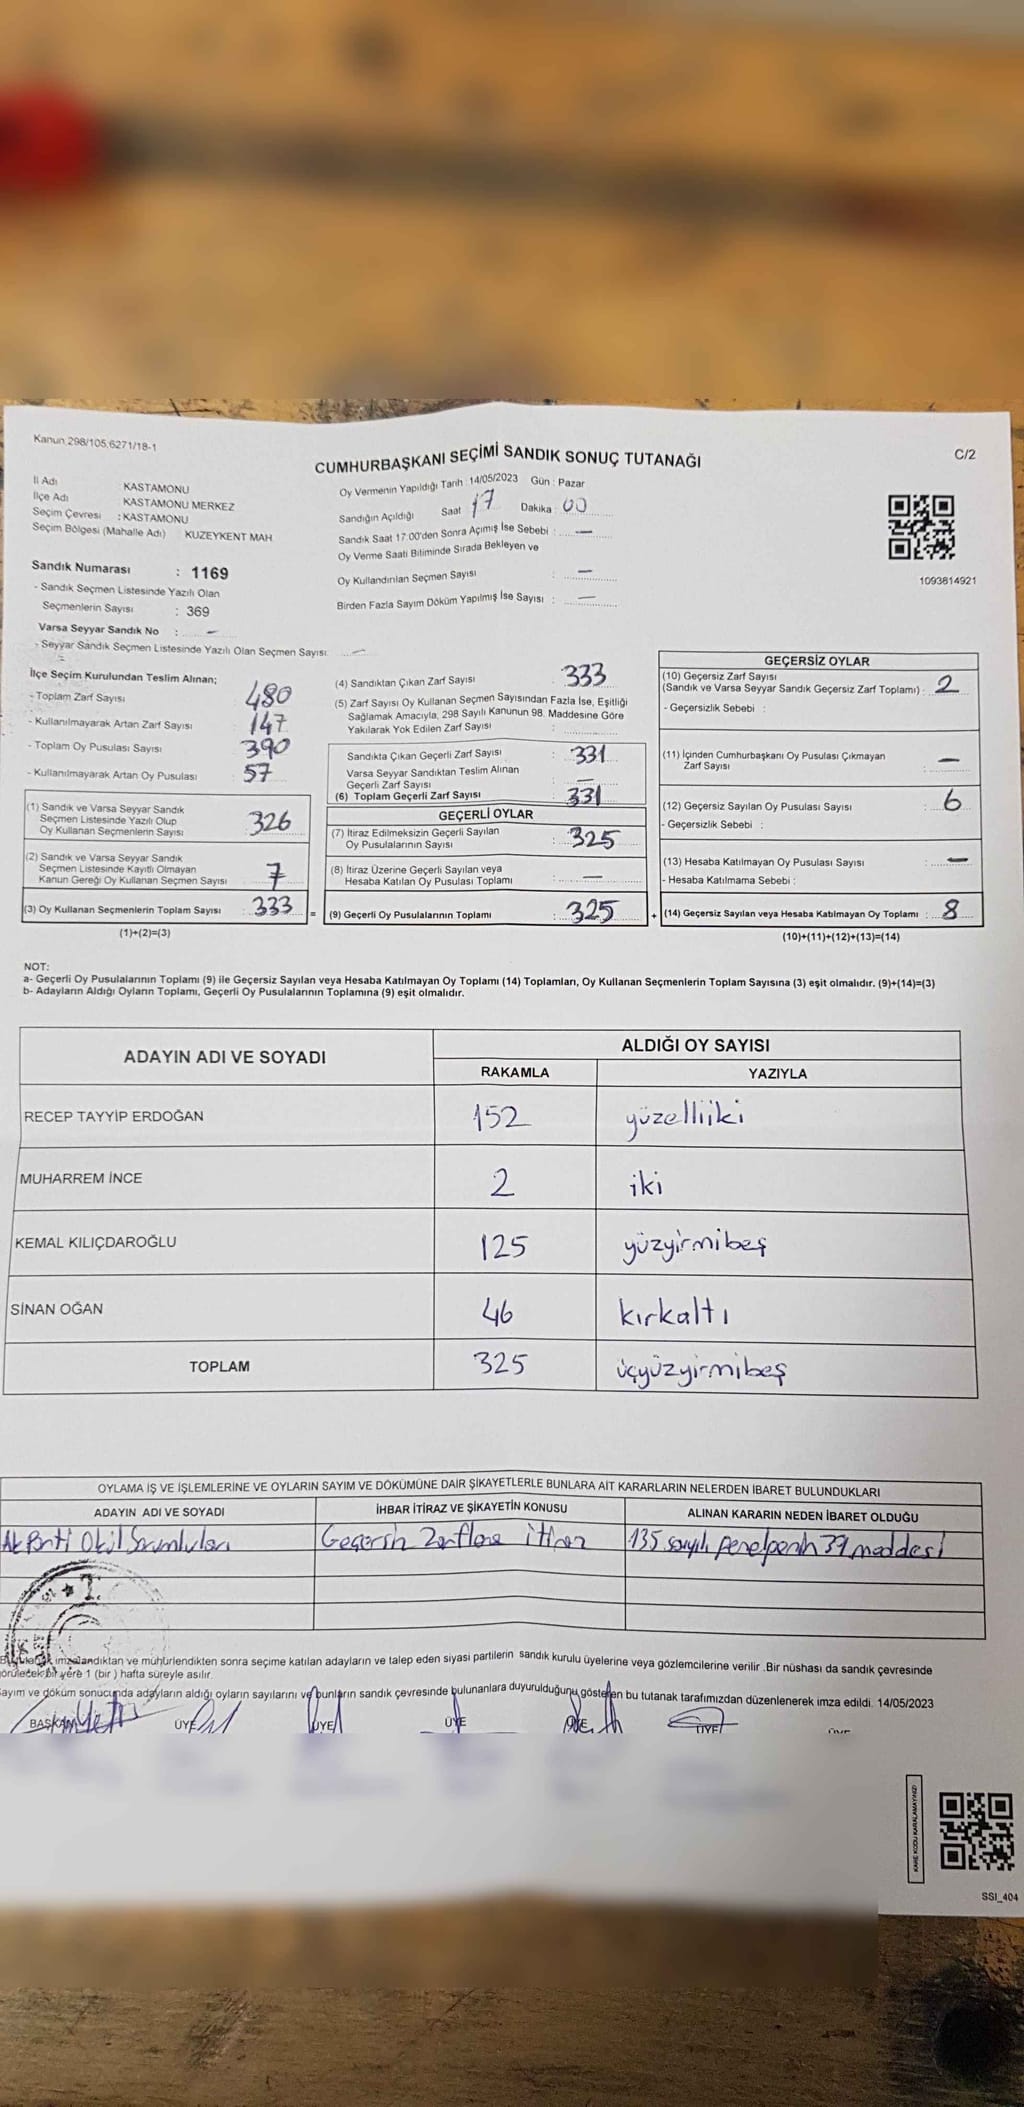 Kanun 298/105,6271/18-1
CUMHURBAŞKANI SEÇİMİ SANDIK SONUÇ TUTANAĞI
C/2
İl Adı KASTAMONU
İlçe Adı : KASTAMONU MERKEZ
Seçim Çevresi : KASTAMONU
Seçim Bölgesi (Mahalle Adı) KUZEYKENT MAH
Oy Vermenin Yapıldığı Tarih : 14/05/2023 Gün : Pazar
Sandığın Açıldığı Saat 17 Dakika : 00
Sandık Saat 17:00'den Sonra Açımış İse Sebebi : —
Oy Verme Saati Bitiminde Sırada Bekleyen ve
Oy Kullandırılan Seçmen Sayısı : —
Birden Fazla Sayım Döküm Yapılmış İse Sayısı : —
1093814921
Sandık Numarası : 1169
- Sandık Seçmen Listesinde Yazılı Olan
Seçmenlerin Sayısı : 369
Varsa Seyyar Sandık No : —
- Seyyar Sandık Seçmen Listesinde Yazılı Olan Seçmen Sayısı: —
İlçe Seçim Kurulundan Teslim Alınan;
- Toplam Zarf Sayısı 480
- Kullanılmayarak Artan Zarf Sayısı 147
- Toplam Oy Pusulası Sayısı 390
- Kullanılmayarak Artan Oy Pusulası 57
(1) Sandık ve Varsa Seyyar Sandık
Seçmen Listesinde Yazılı Olup
Oy Kullanan Seçmenlerin Sayısı 326
(2) Sandık ve Varsa Seyyar Sandık
Seçmen Listesinde Kayıtlı Olmayan
Kanun Gereği Oy Kullanan Seçmen Sayısı 7
(3) Oy Kullanan Seçmenlerin Toplam Sayısı : 333
(1)+(2)=(3)
(4) Sandıktan Çıkan Zarf Sayısı : 333
(5) Zarf Sayısı Oy Kullanan Seçmen Sayısından Fazla İse, Eşitliği
Sağlamak Amacıyla, 298 Sayılı Kanunun 98. Maddesine Göre
Yakılarak Yok Edilen Zarf Sayısı :
Sandıkta Çıkan Geçerli Zarf Sayısı : 331
Varsa Seyyar Sandıktan Teslim Alınan
Geçerli Zarf Sayısı : —
(6) Toplam Geçerli Zarf Sayısı 331
GEÇERLİ OYLAR
(7) İtiraz Edilmeksizin Geçerli Sayılan
Oy Pusulalarının Sayısı : 325
(8) İtiraz Üzerine Geçerli Sayılan veya
Hesaba Katılan Oy Pusulası Toplamı : —
= (9) Geçerli Oy Pusulalarının Toplamı : 325
GEÇERSİZ OYLAR
(10) Geçersiz Zarf Sayısı
(Sandık ve Varsa Seyyar Sandık Geçersiz Zarf Toplamı) : 2
- Geçersizlik Sebebi :
(11) İçinden Cumhurbaşkanı Oy Pusulası Çıkmayan
Zarf Sayısı : —
(12) Geçersiz Sayılan Oy Pusulası Sayısı : 6
- Geçersizlik Sebebi :
(13) Hesaba Katılmayan Oy Pusulası Sayısı : —
- Hesaba Katılmama Sebebi :
+ (14) Geçersiz Sayılan veya Hesaba Katılmayan Oy Toplamı : 8
(10)+(11)+(12)+(13)=(14)
NOT:
a- Geçerli Oy Pusulalarının Toplamı (9) ile Geçersiz Sayılan veya Hesaba Katılmayan Oy Toplamı (14) Toplamları, Oy Kullanan Seçmenlerin Toplam Sayısına (3) eşit olmalıdır. (9)+(14)=(3)
b- Adayların Aldığı Oyların Toplamı, Geçerli Oy Pusulalarının Toplamına (9) eşit olmalıdır.
ADAYIN ADI VE SOYADI ALDIĞI OY SAYISI
RAKAMLA YAZIYLA
RECEP TAYYİP ERDOĞAN 152 yüzelliiki
MUHARREM İNCE 2 iki
KEMAL KILIÇDAROĞLU 125 yüzyirmibeş
SİNAN OĞAN 46 kırkaltı
TOPLAM 325 üçyüzyirmibeş
OYLAMA İŞ VE İŞLEMLERİNE VE OYLARIN SAYIM VE DÖKÜMÜNE DAİR ŞİKAYETLERLE BUNLARA AİT KARARLARIN NELERDEN İBARET BULUNDUKLARI
ADAYIN ADI VE SOYADI İHBAR İTİRAZ VE ŞİKAYETİN KONUSU ALINAN KARARIN NEDEN İBARET OLDUĞU
Ak Parti Okul Sorumluları Geçersiz Zarflara itiraz 135 sayılı genelgenin 37 maddesi
imzalandıktan ve mühürlendikten sonra seçime katılan adayların ve talep eden siyasi partilerin sandık kurulu üyelerine veya gözlemcilerine verilir .Bir nüshası da sandık çevresinde
görülecek bir yere 1 (bir ) hafta süreyle asılır.
Sayım ve döküm sonucunda adayların aldığı oyların sayılarını ve bunların sandık çevresinde bulunanlara duyurulduğunu gösteren bu tutanak tarafımızdan düzenlenerek imza edildi. 14/05/2023
BAŞKAN ÜYE ÜYE ÜYE ÜYE ÜYE
KARE KODU KARALAMAYINIZ!
SSI_404